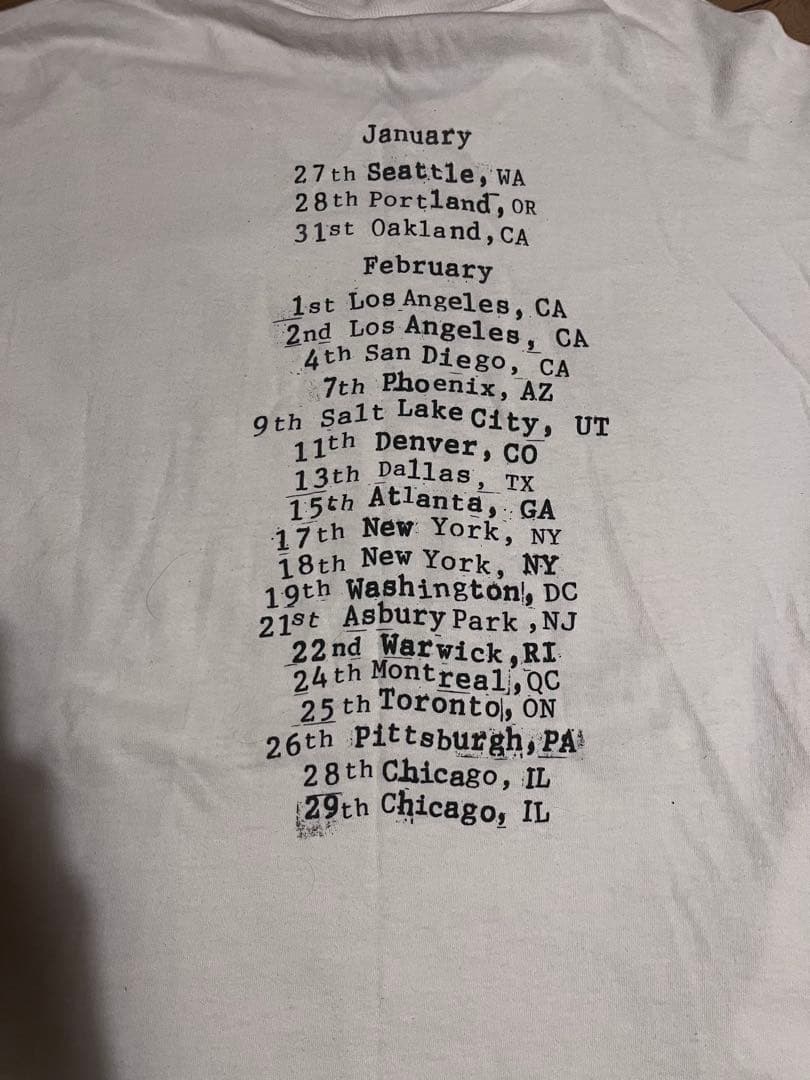 January
27th Seattle, WA
28th Portland, OR
31st Oakland, CA
February
1st Los Angeles, CA
2nd Los Angeles, CA
4th San Diego, CA
7th Phoenix, AZ
9th Salt Lake City, UT
11th Denver, CO
13th Dallas, TX
15th Atlanta, GA
17th New York, NY
18th New York, NY
19th Washington, DC
21st Asbury Park, NJ
22nd Warwick, RI
24th Montreal, QC
25th Toronto, ON
26th Pittsburgh, PA
28th Chicago, IL
29th Chicago, IL